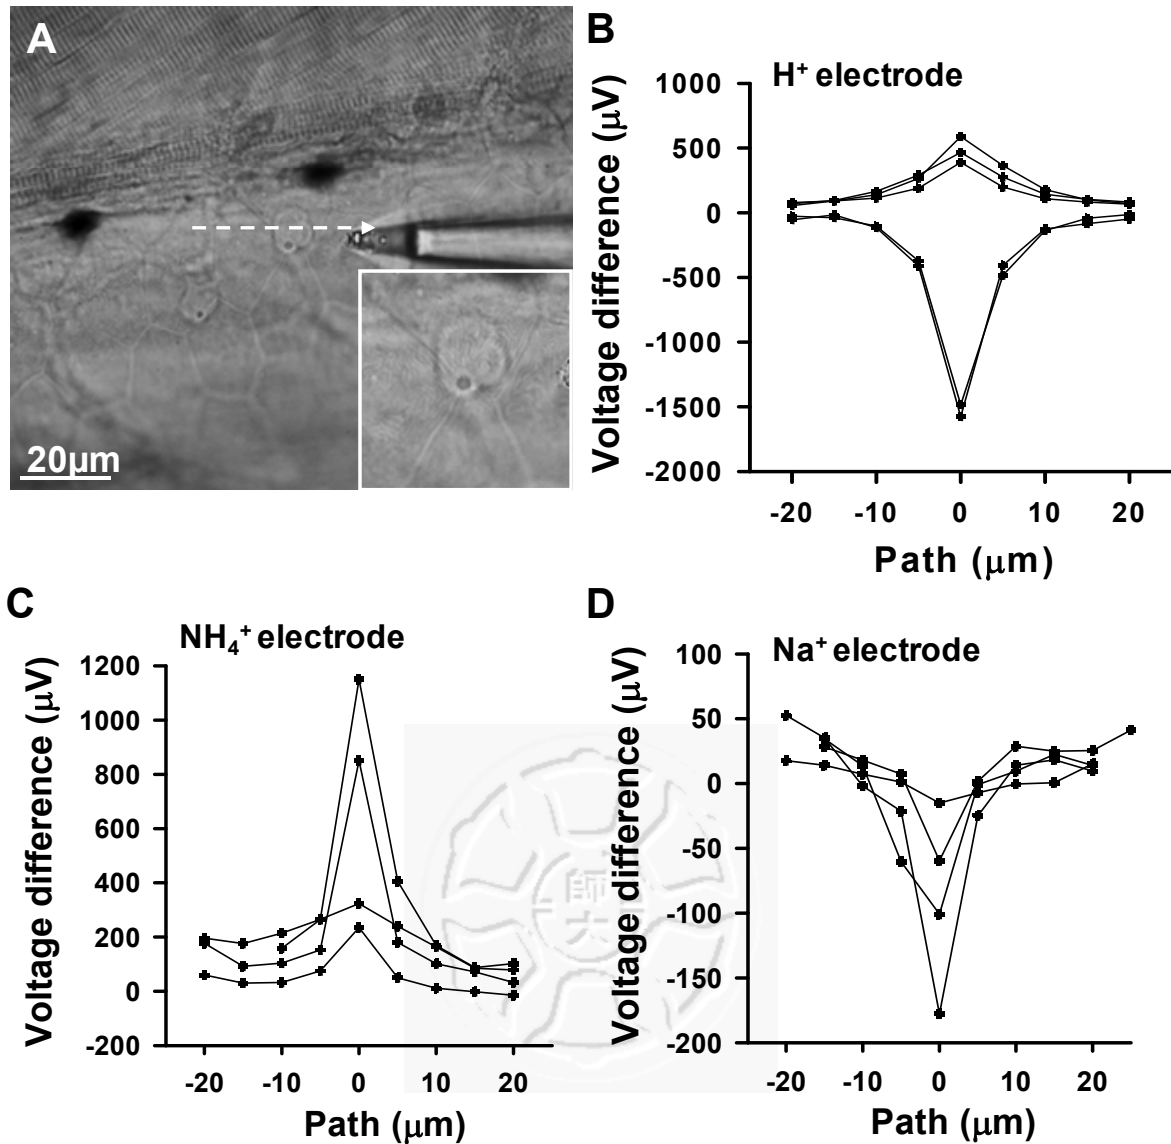 A
20µm
B
H⁺ electrode
Voltage difference (µV)
1000
500
0
-500
-1000
-1500
-2000
-20 -10 0 10 20
Path (µm)
C
NH₄⁺ electrode
Voltage difference (µV)
1200
1000
800
600
400
200
0
-200
-20 -10 0 10 20
Path (µm)
D
Na⁺ electrode
Voltage difference (µV)
100
50
0
-50
-100
-150
-200
-20 -10 0 10 20
Path (µm)